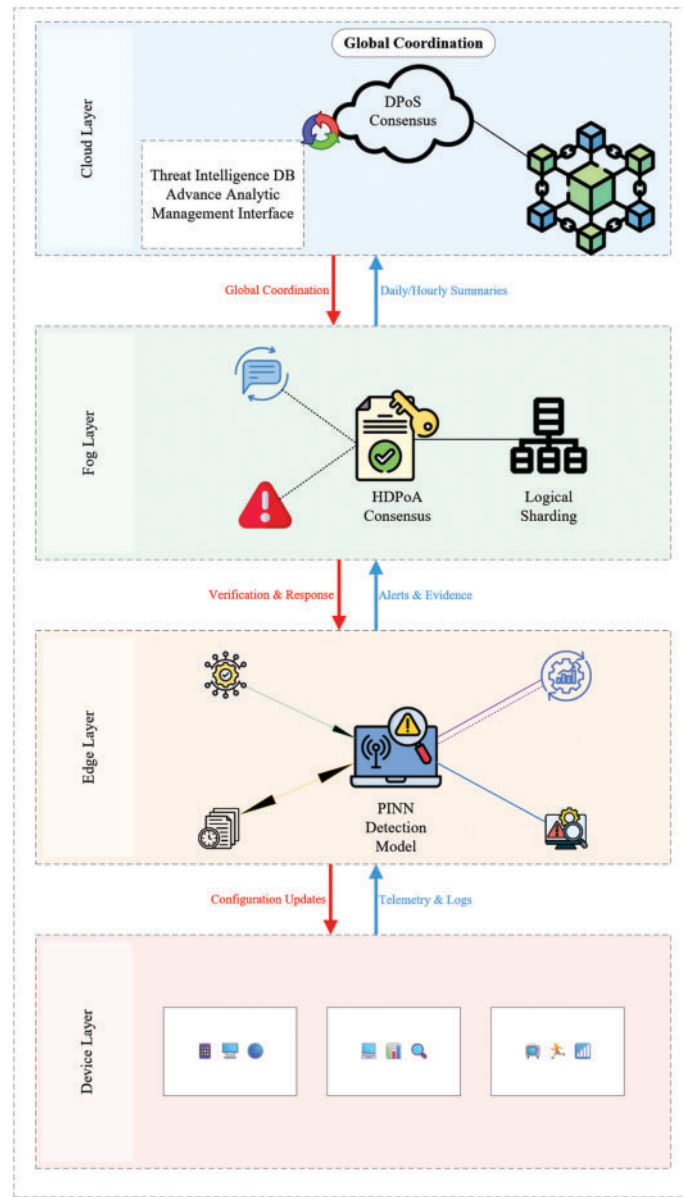 Cloud Layer
Global Coordination
DPoS
Consensus
Threat Intelligence DB
Advance Analytic
Management Interface
Global Coordination
Daily/Hourly Summaries
Fog Layer
HDPoA
Consensus
Logical
Sharding
Verification & Response
Alerts & Evidence
Edge Layer
PINN
Detection
Model
Configuration Updates
Telemetry & Logs
Device Layer